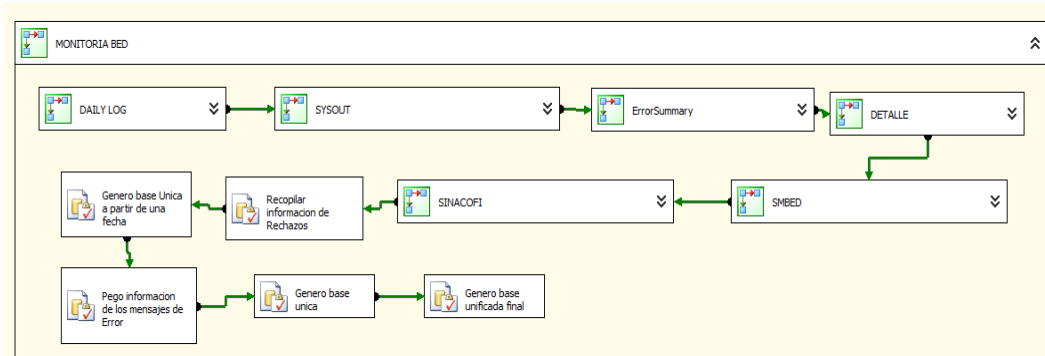 MONITORIA BED
DAILY LOG
SYSOUT
ErrorSummary
DETALLE
Genero base Unica
a partir de una
fecha
Recopilar
informacion de
Rechazos
SINACOFI
SMBED
Pego informacion
de los mensajes de
Error
Genero base
unica
Genero base
unificada final